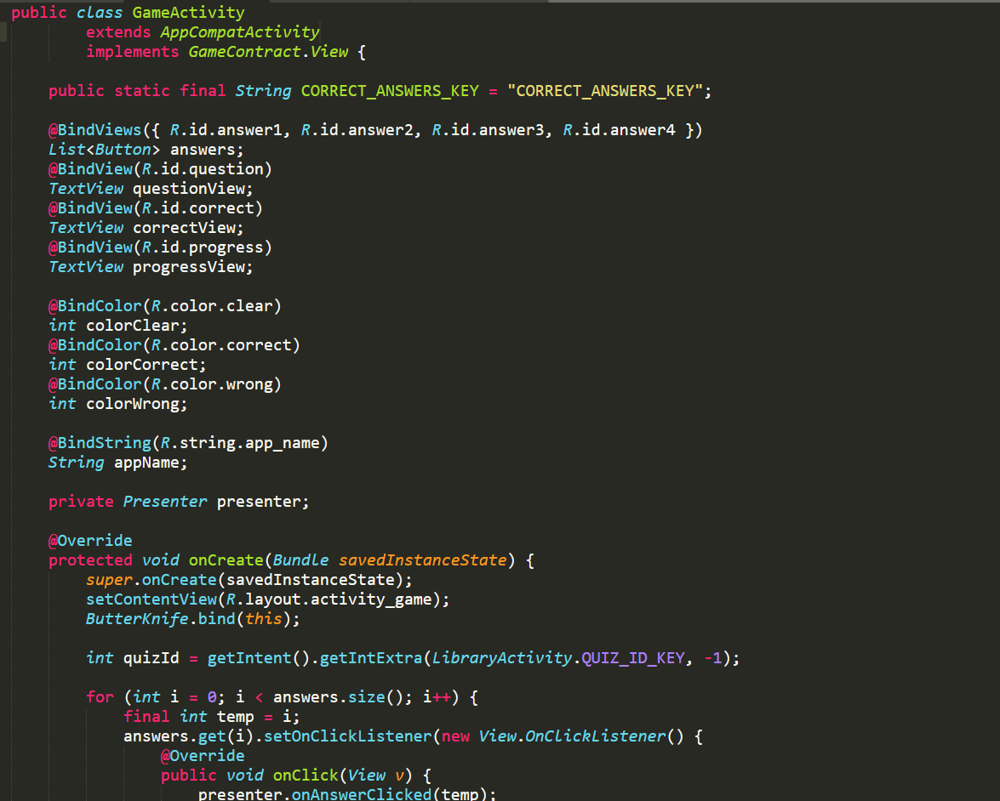 public class GameActivity
        extends AppCompatActivity
        implements GameContract.View {

    public static final String CORRECT_ANSWERS_KEY = "CORRECT_ANSWERS_KEY";

    @BindViews({ R.id.answer1, R.id.answer2, R.id.answer3, R.id.answer4 })
    List<Button> answers;
    @BindView(R.id.question)
    TextView questionView;
    @BindView(R.id.correct)
    TextView correctView;
    @BindView(R.id.progress)
    TextView progressView;

    @BindColor(R.color.clear)
    int colorClear;
    @BindColor(R.color.correct)
    int colorCorrect;
    @BindColor(R.color.wrong)
    int colorWrong;

    @BindString(R.string.app_name)
    String appName;

    private Presenter presenter;

    @Override
    protected void onCreate(Bundle savedInstanceState) {
        super.onCreate(savedInstanceState);
        setContentView(R.layout.activity_game);
        ButterKnife.bind(this);

        int quizId = getIntent().getIntExtra(LibraryActivity.QUIZ_ID_KEY, -1);

        for (int i = 0; i < answers.size(); i++) {
            final int temp = i;
            answers.get(i).setOnClickListener(new View.OnClickListener() {
                @Override
                public void onClick(View v) {
                    presenter.onAnswerClicked(temp);